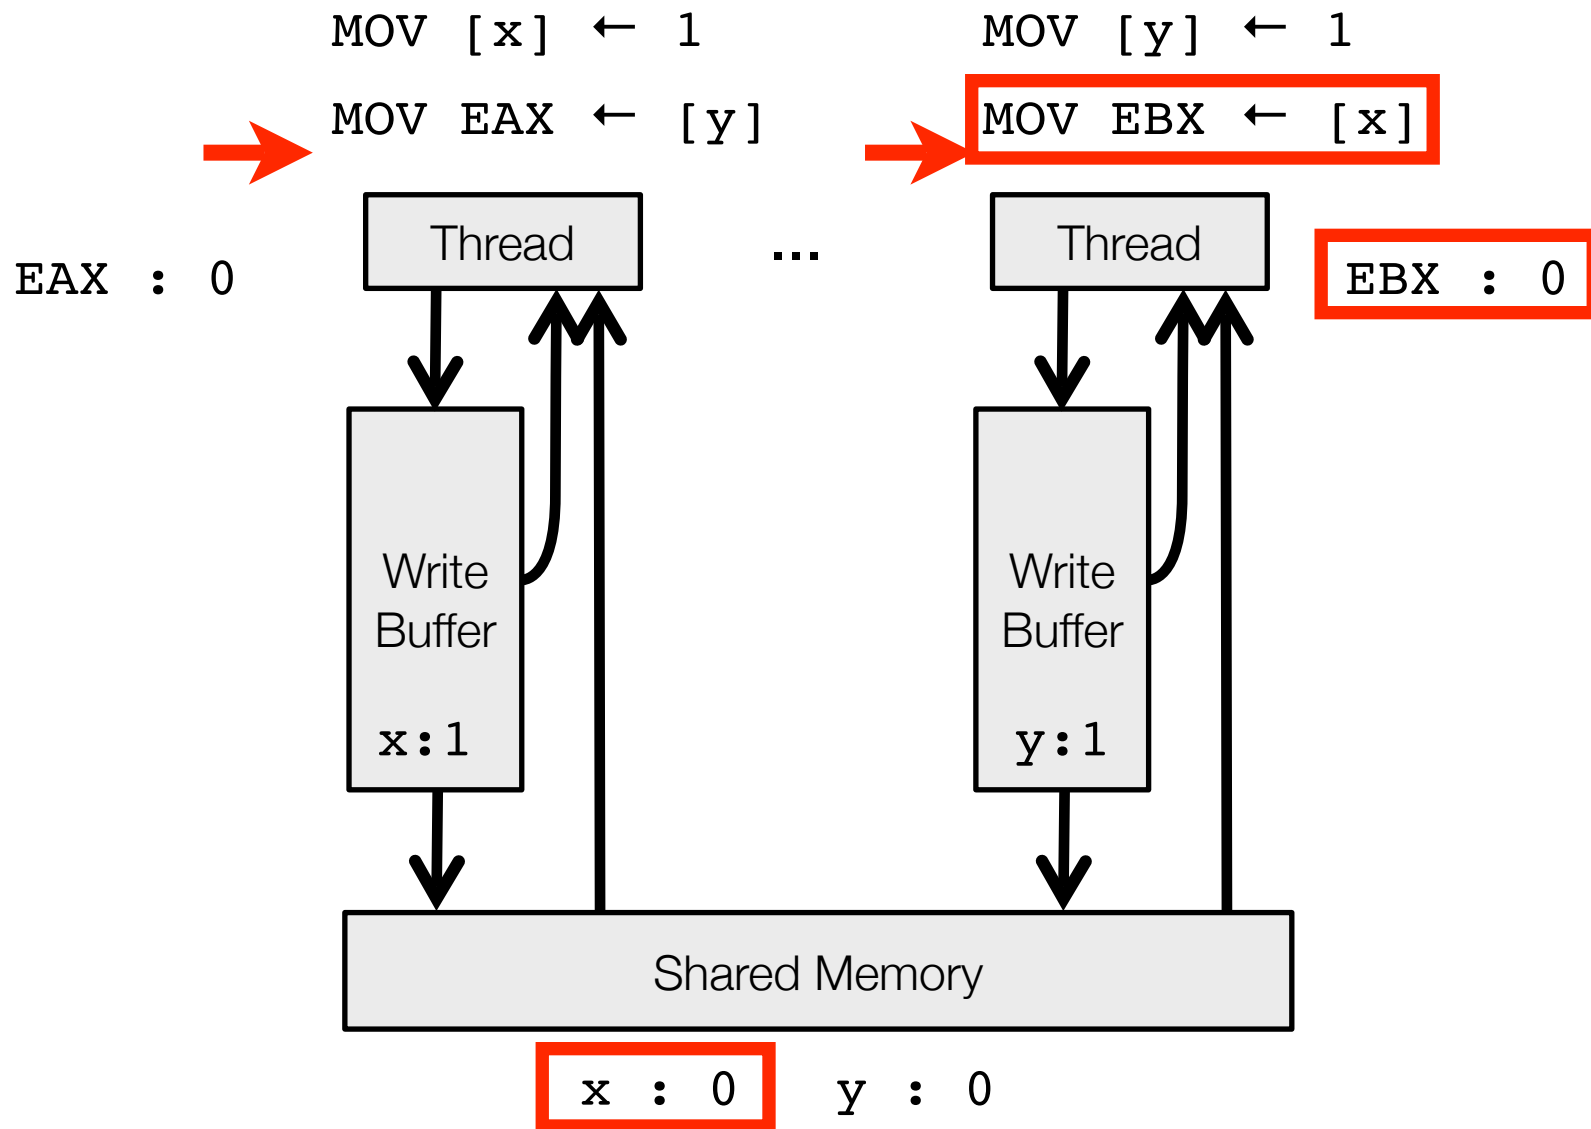 MOV [x] ← 1
MOV EAX ← [y]
MOV [y] ← 1
MOV EBX ← [x]
Thread
...
Thread
EAX : 0
EBX : 0
Write
Buffer
x:1
Write
Buffer
y:1
Shared Memory
x : 0 y : 0